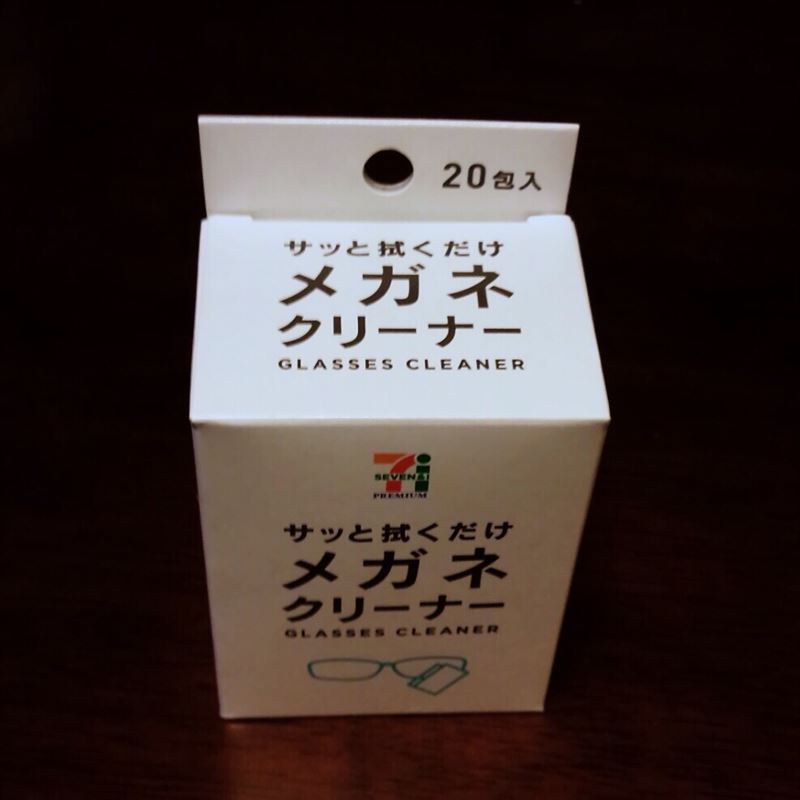 20包入
サッと拭くだけ
メガネ
クリーナー
GLASSES CLEANER
SEVEN&i
PREMIUM
サッと拭くだけ
メガネ
クリーナー
GLASSES CLEANER